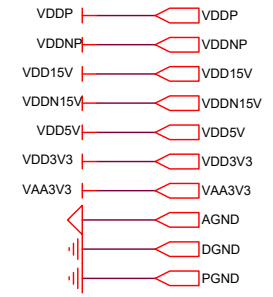 VDDP VDDP
VDDNP VDDNP
VDD15V VDD15V
VDDN15V VDDN15V
VDD5V VDD5V
VDD3V3 VDD3V3
VAA3V3 VAA3V3
AGND
DGND
PGND